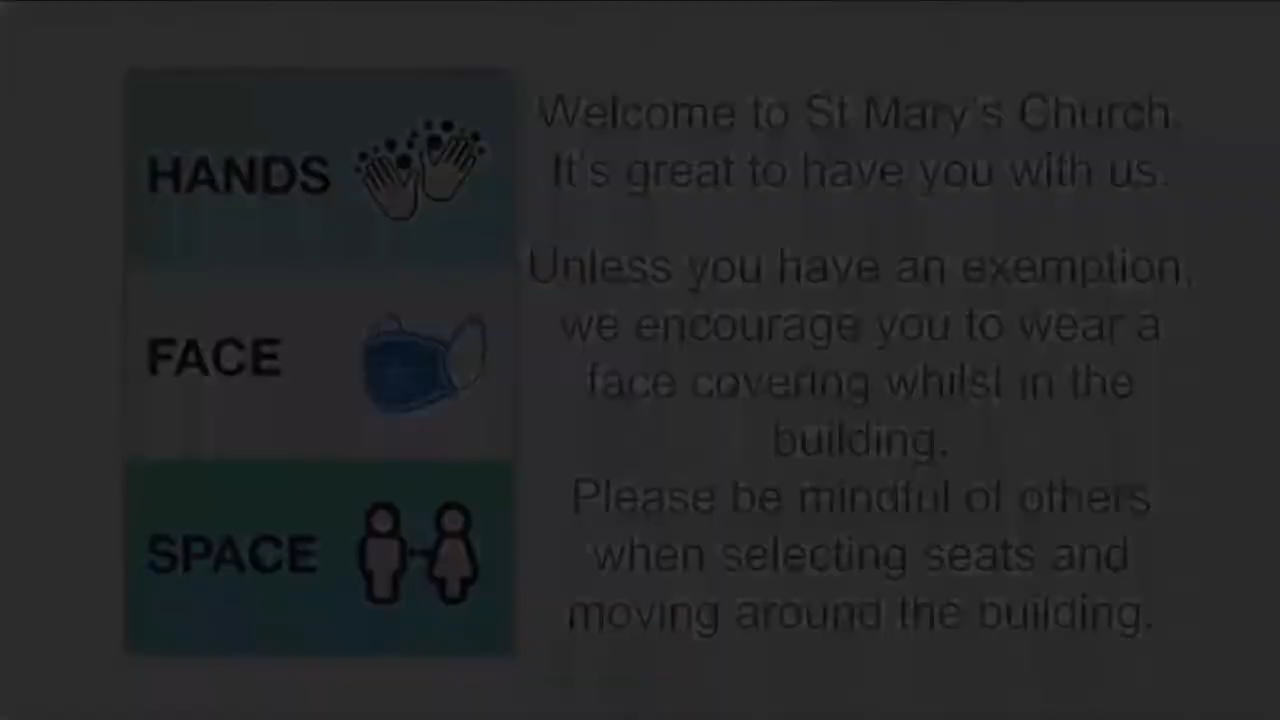 HANDS
FACE
SPACE
Welcome to St Mary's Church.
It's great to have you with us.
Unless you have an exemption,
we encourage you to wear a
face covering whilst in the
building.
Please be mindful of others
when selecting seats and
moving around the building.